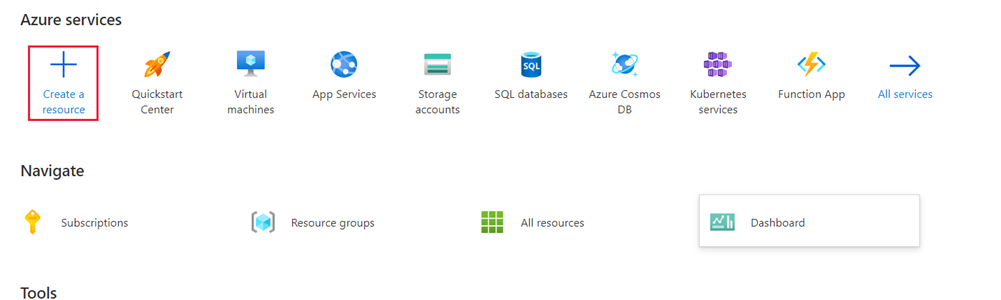 Azure services
Create a resource
Quickstart Center
Virtual machines
App Services
Storage accounts
SQL
SQL databases
Azure Cosmos DB
Kubernetes services
Function App
All services
Navigate
Subscriptions
Resource groups
All resources
Dashboard
Tools